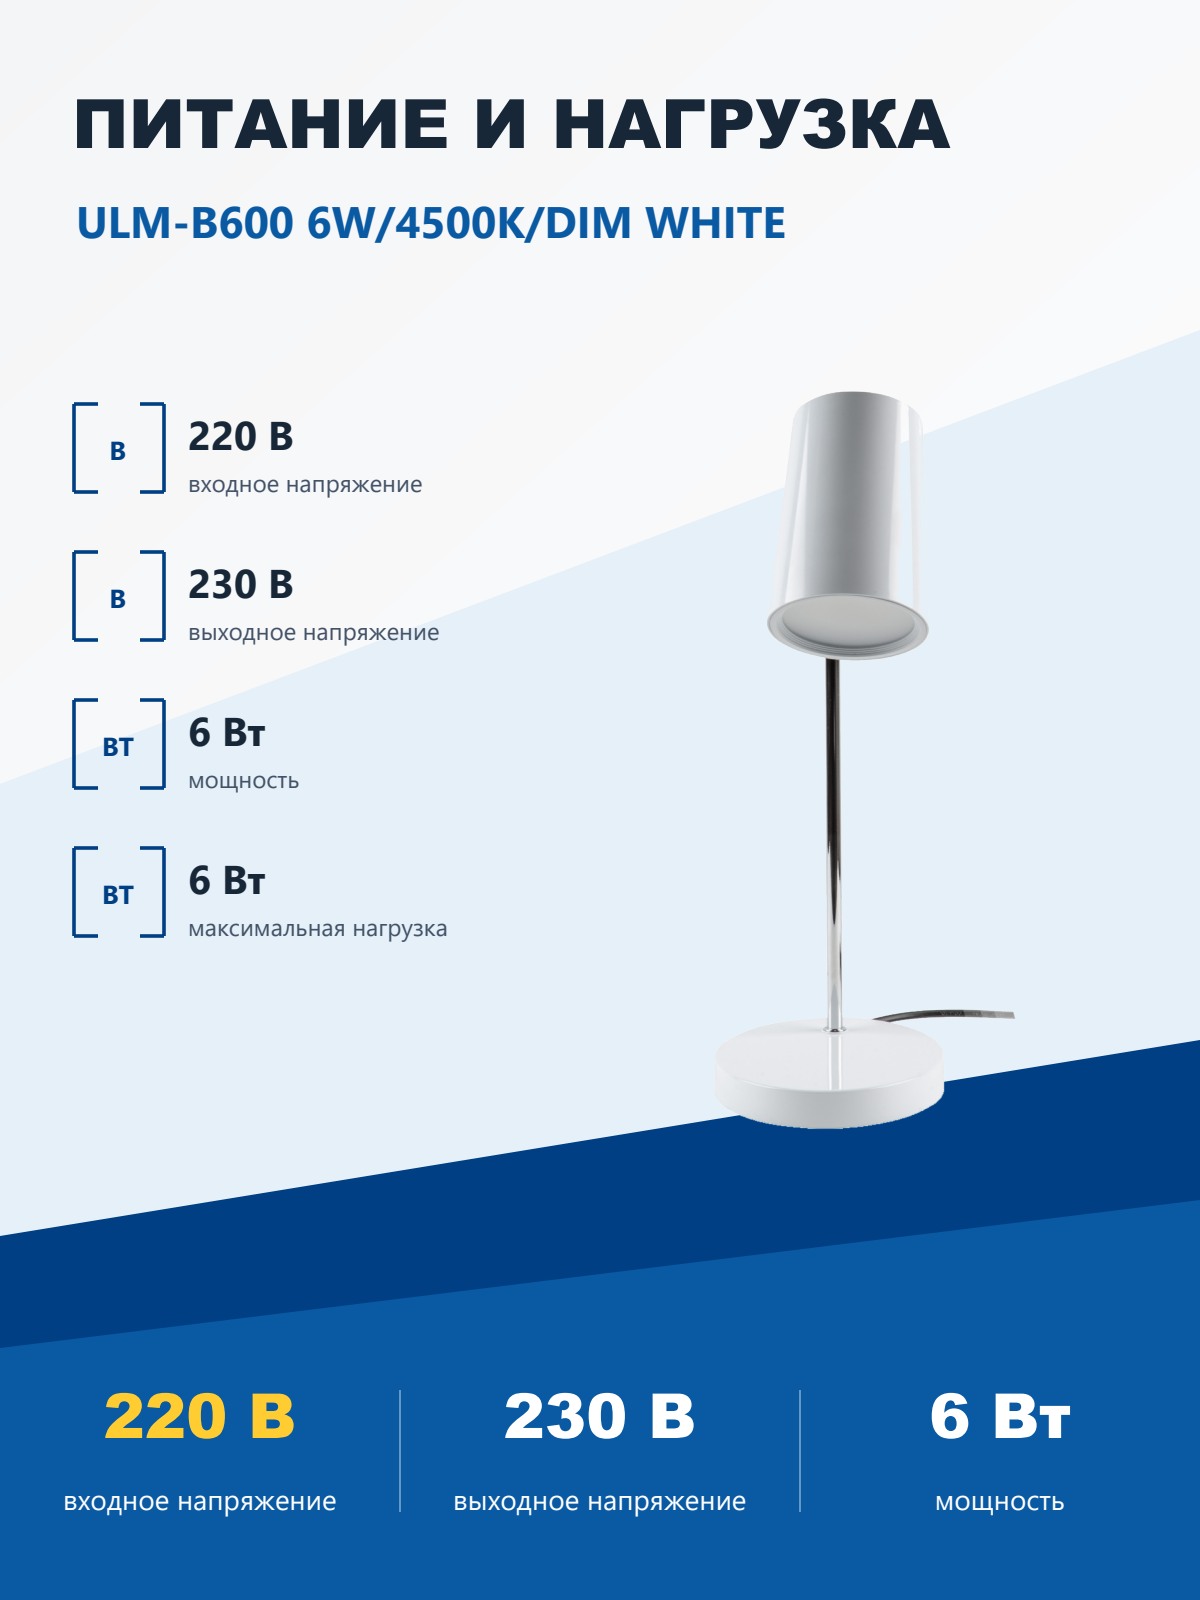 ПИТАНИЕ И НАГРУЗКА
ULM-B600 6W/4500K/DIM WHITE
В
220 В
входное напряжение
В
230 В
выходное напряжение
ВТ
6 Вт
мощность
ВТ
6 Вт
максимальная нагрузка
220 В
входное напряжение
230 В
выходное напряжение
6 Вт
мощность